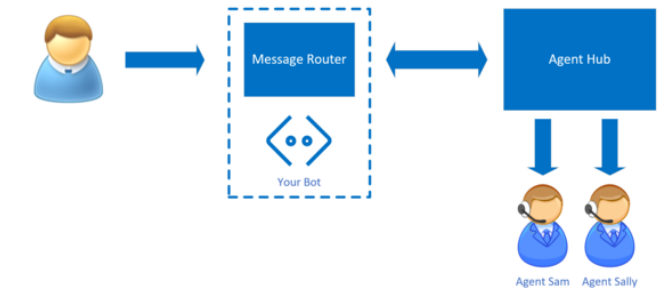 Message Router
Agent Hub
Your Bot
Agent Sam
Agent Sally